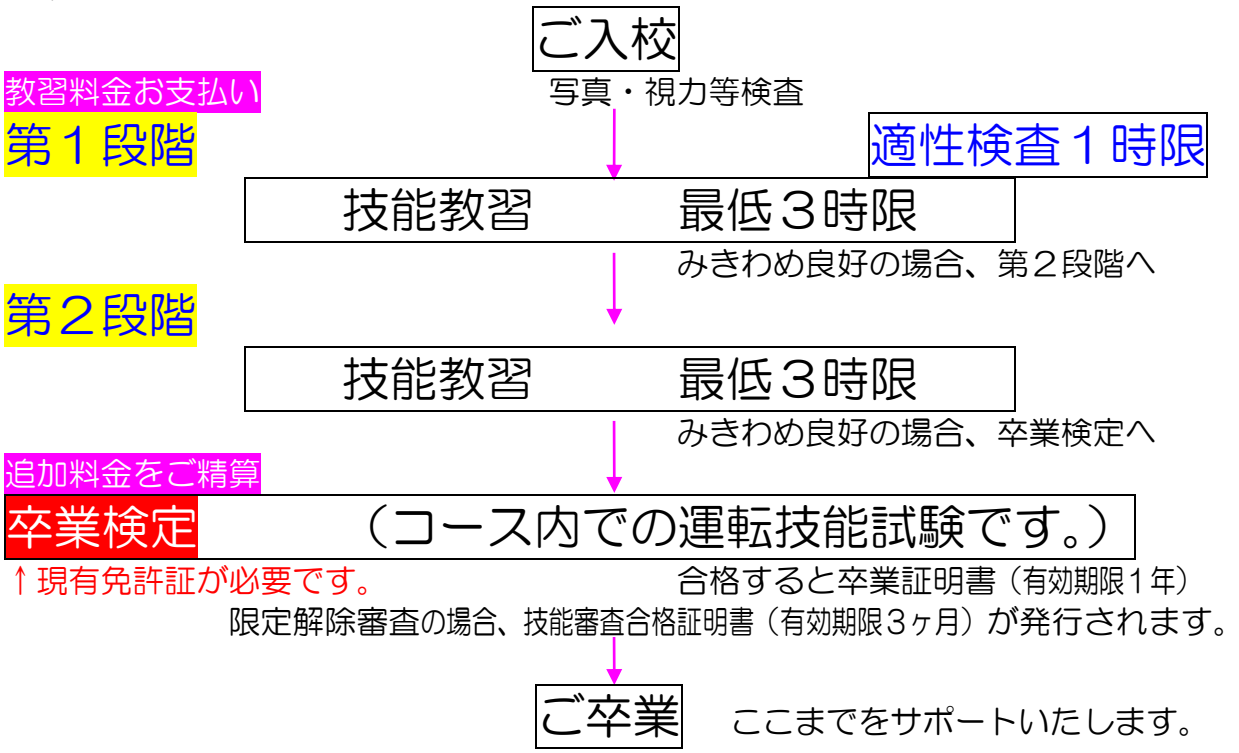 ご入校
教習料金お支払い 写真・視力等検査
第１段階 適性検査１時限
技能教習 最低３時限
みきわめ良好の場合、第２段階へ
第２段階
技能教習 最低３時限
みきわめ良好の場合、卒業検定へ
追加料金をご精算
卒業検定 （コース内での運転技能試験です。）
↑現有免許証が必要です。 合格すると卒業証明書（有効期限１年）
限定解除審査の場合、技能審査合格証明書（有効期限３ヶ月）が発行されます。
ご卒業 ここまでをサポートいたします。